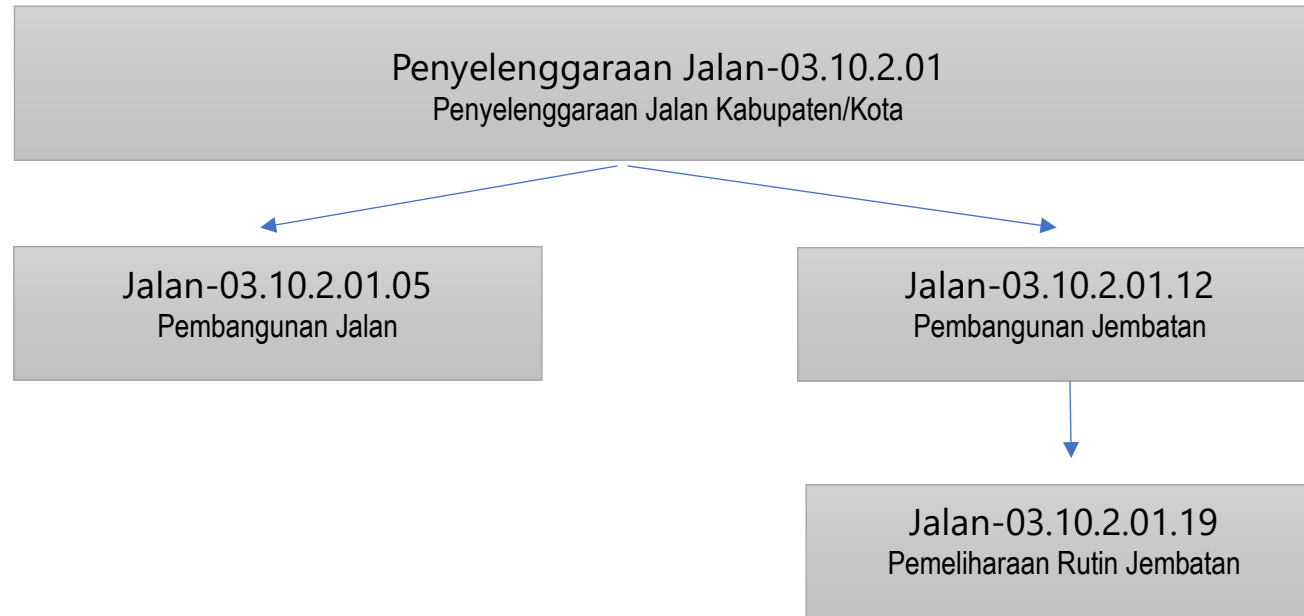 Penyelenggaraan Jalan-03.10.2.01
Penyelenggaraan Jalan Kabupaten/Kota
Jalan-03.10.2.01.05
Pembangunan Jalan
Jalan-03.10.2.01.12
Pembangunan Jembatan
Jalan-03.10.2.01.19
Pemeliharaan Rutin Jembatan